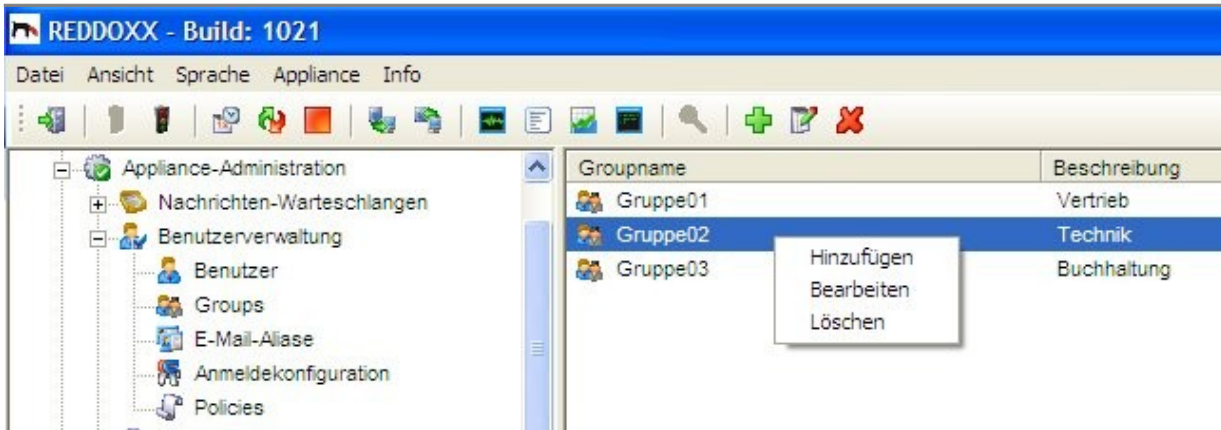 REDDOXX - Build: 1021
Datei Ansicht Sprache Appliance Info
Appliance-Administration
Nachrichten-Warteschlangen
Benutzerverwaltung
Benutzer
Groups
E-Mail-Aliase
Anmeldekonfiguration
Policies
Groupname Beschreibung
Gruppe01 Vertrieb
Gruppe02 Technik
Gruppe03 Buchhaltung
Hinzufügen
Bearbeiten
Löschen